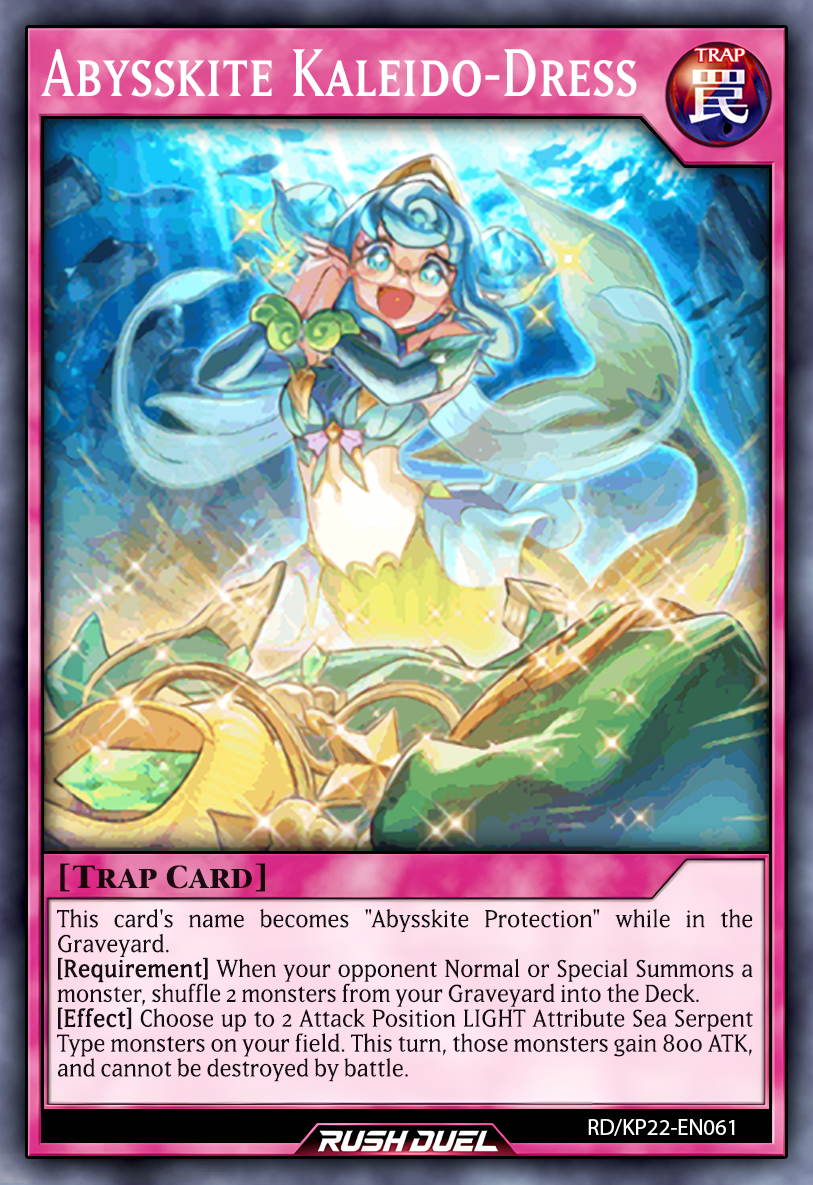 Abysskite Kaleido-Dress
TRAP
罠
[Trap Card]
This card's name becomes "Abysskite Protection" while in the
Graveyard.
[Requirement] When your opponent Normal or Special Summons a
monster, shuffle 2 monsters from your Graveyard into the Deck.
[Effect] Choose up to 2 Attack Position LIGHT Attribute Sea Serpent
Type monsters on your field. This turn, those monsters gain 800 ATK,
and cannot be destroyed by battle.
RD/KP22-EN061
RUSH DUEL